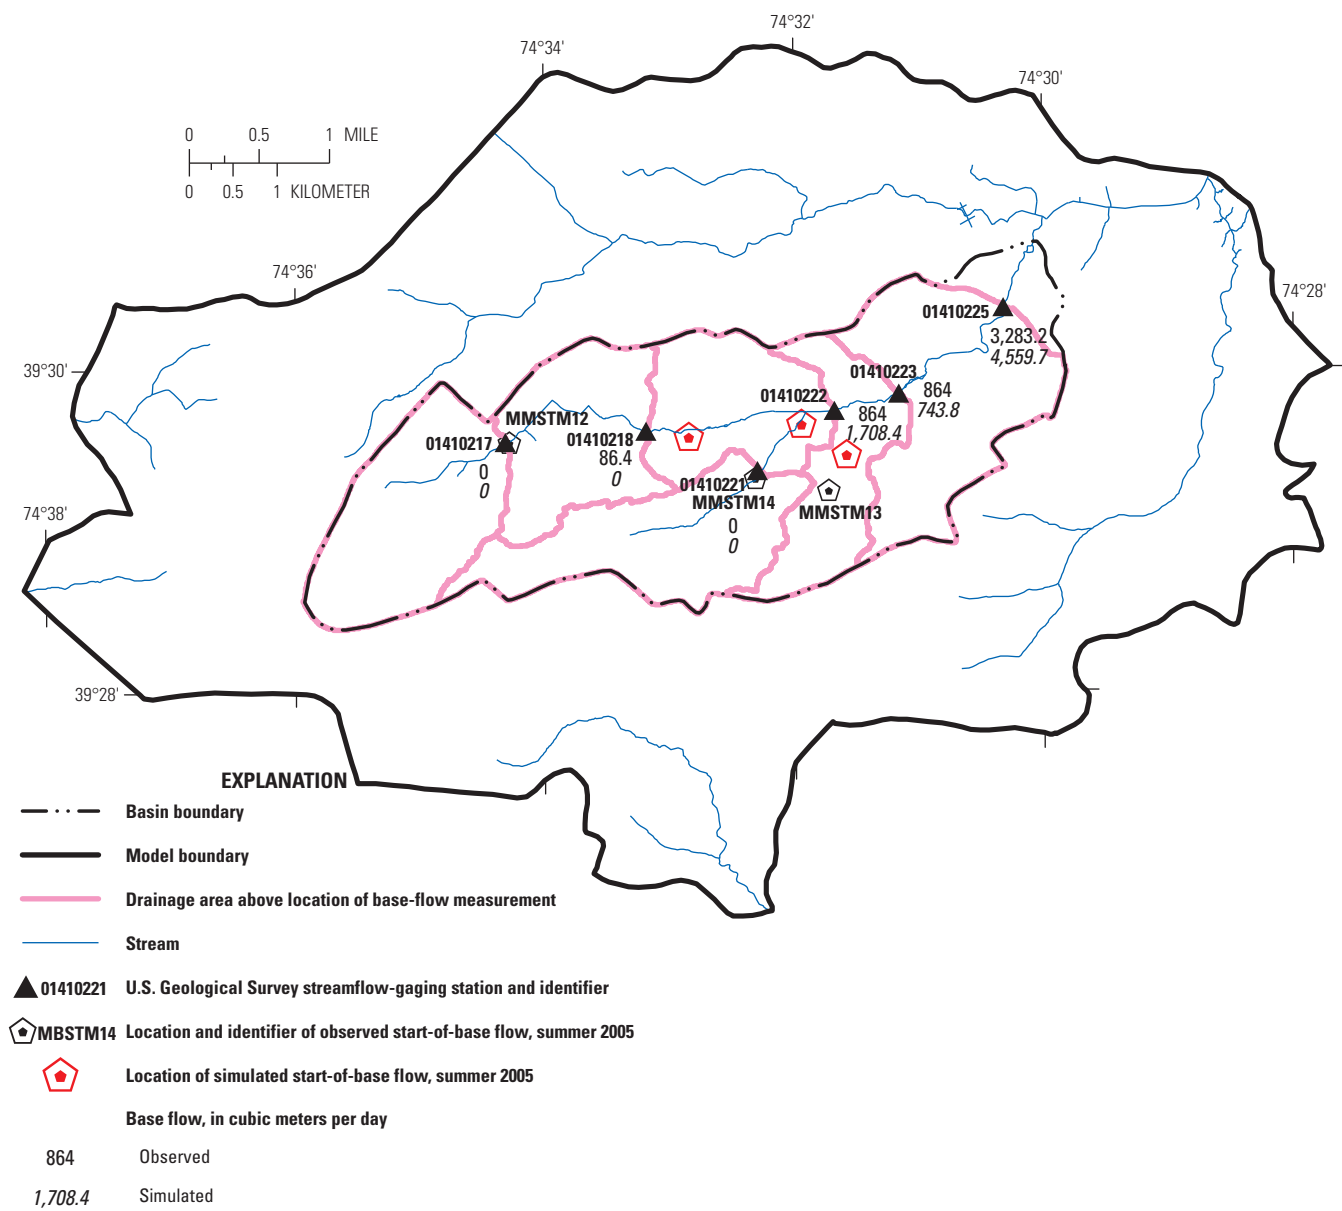 74°32'
74°34'
74°30'
0 0.5 1 MILE
0 0.5 1 KILOMETER
74°36'
74°28'
01410225
3,283.2
4,559.7
39°30'
01410223
864
743.8
01410222
864
1,708.4
MMSTM12
01410217
0
0
01410218
86.4
0
01410221
MMSTM14
0
0
MMSTM13
74°38'
39°28'
EXPLANATION
Basin boundary
Model boundary
Drainage area above location of base-flow measurement
Stream
01410221 U.S. Geological Survey streamflow-gaging station and identifier
MBSTM14 Location and identifier of observed start-of-base flow, summer 2005
Location of simulated start-of-base flow, summer 2005
Base flow, in cubic meters per day
864 Observed
1,708.4 Simulated